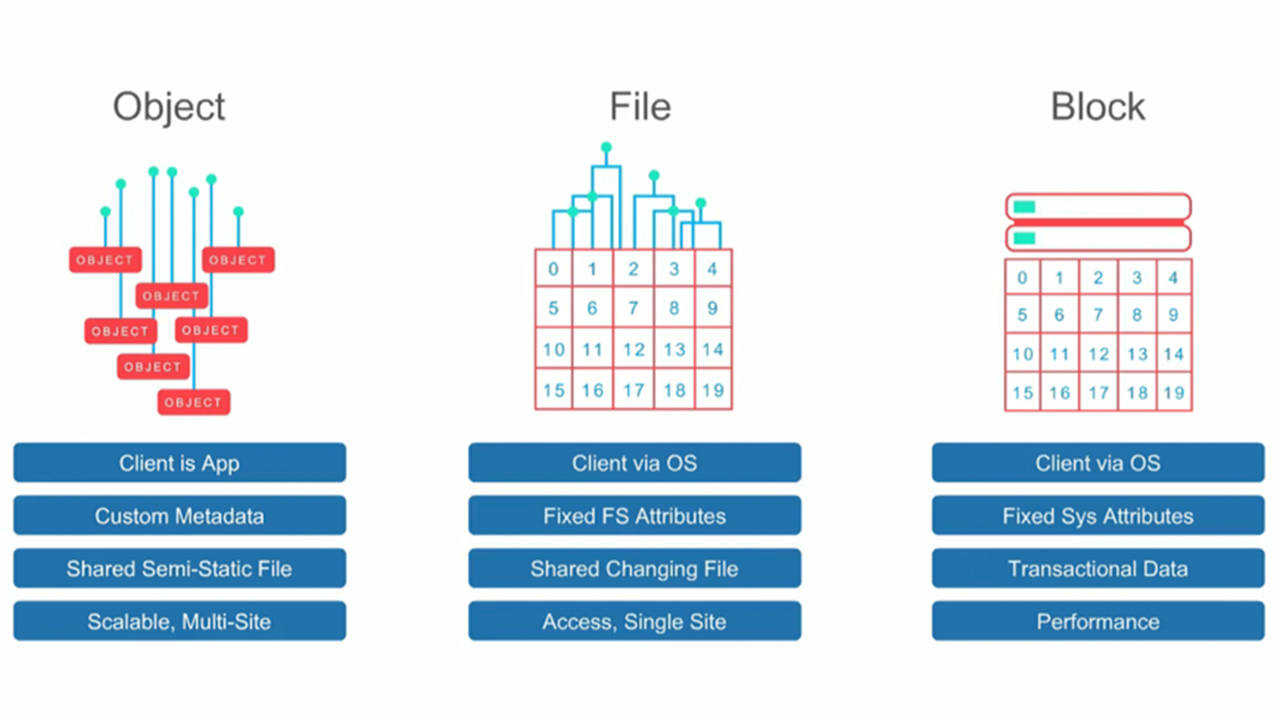 Object
OBJECT
OBJECT
OBJECT
OBJECT
OBJECT
OBJECT
OBJECT
Client is App
Custom Metadata
Shared Semi-Static File
Scalable, Multi-Site
File
0 1 2 3 4
5 6 7 8 9
10 11 12 13 14
15 16 17 18 19
Client via OS
Fixed FS Attributes
Shared Changing File
Access, Single Site
Block
0 1 2 3 4
5 6 7 8 9
10 11 12 13 14
15 16 17 18 19
Client via OS
Fixed Sys Attributes
Transactional Data
Performance